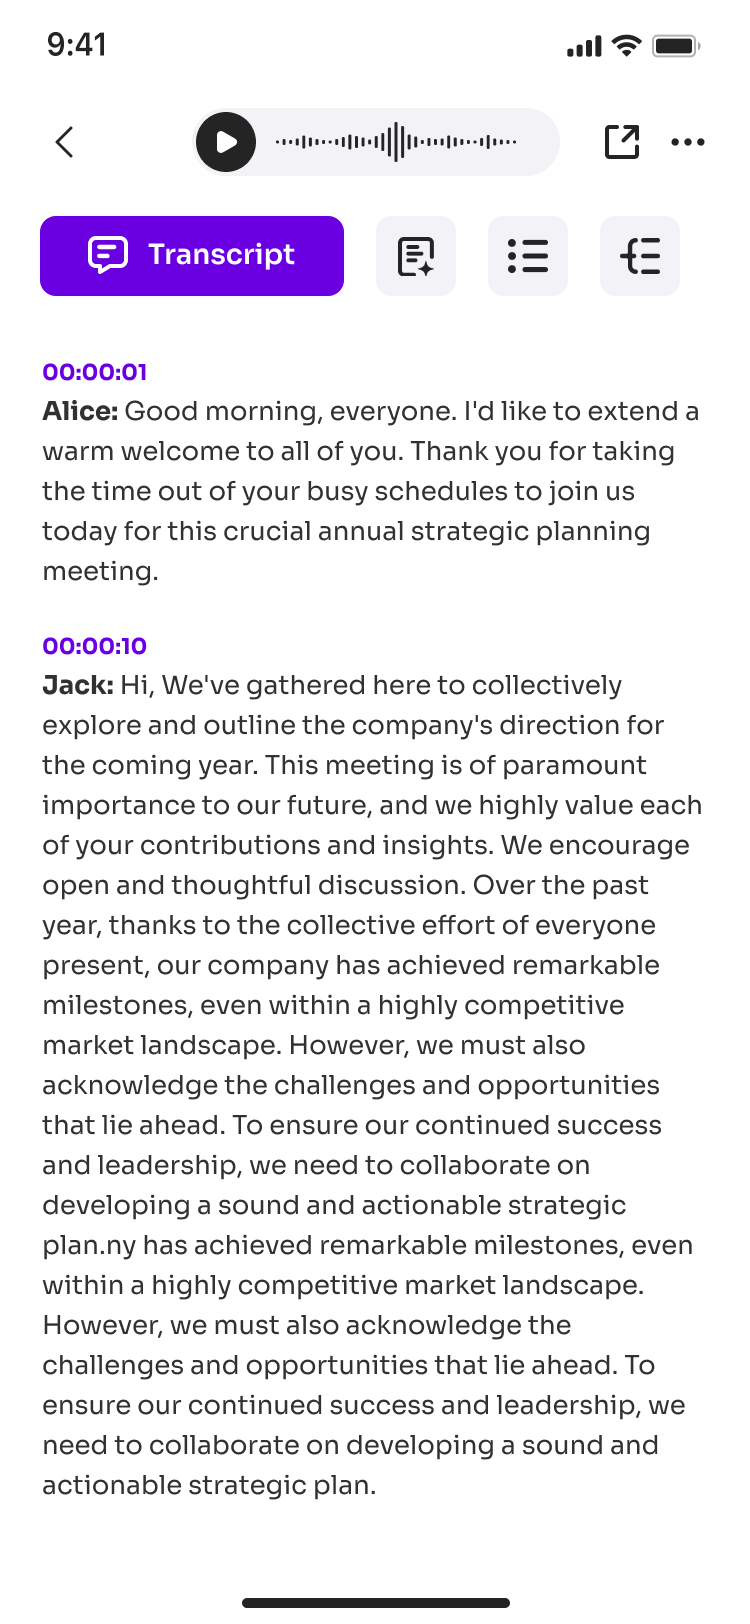 9:41
Transcript
00:00:01
Alice: Good morning, everyone. I'd like to extend a
warm welcome to all of you. Thank you for taking
the time out of your busy schedules to join us
today for this crucial annual strategic planning
meeting.
00:00:10
Jack: Hi, We've gathered here to collectively
explore and outline the company's direction for
the coming year. This meeting is of paramount
importance to our future, and we highly value each
of your contributions and insights. We encourage
open and thoughtful discussion. Over the past
year, thanks to the collective effort of everyone
present, our company has achieved remarkable
milestones, even within a highly competitive
market landscape. However, we must also
acknowledge the challenges and opportunities
that lie ahead. To ensure our continued success
and leadership, we need to collaborate on
developing a sound and actionable strategic
plan.ny has achieved remarkable milestones, even
within a highly competitive market landscape.
However, we must also acknowledge the
challenges and opportunities that lie ahead. To
ensure our continued success and leadership, we
need to collaborate on developing a sound and
actionable strategic plan.